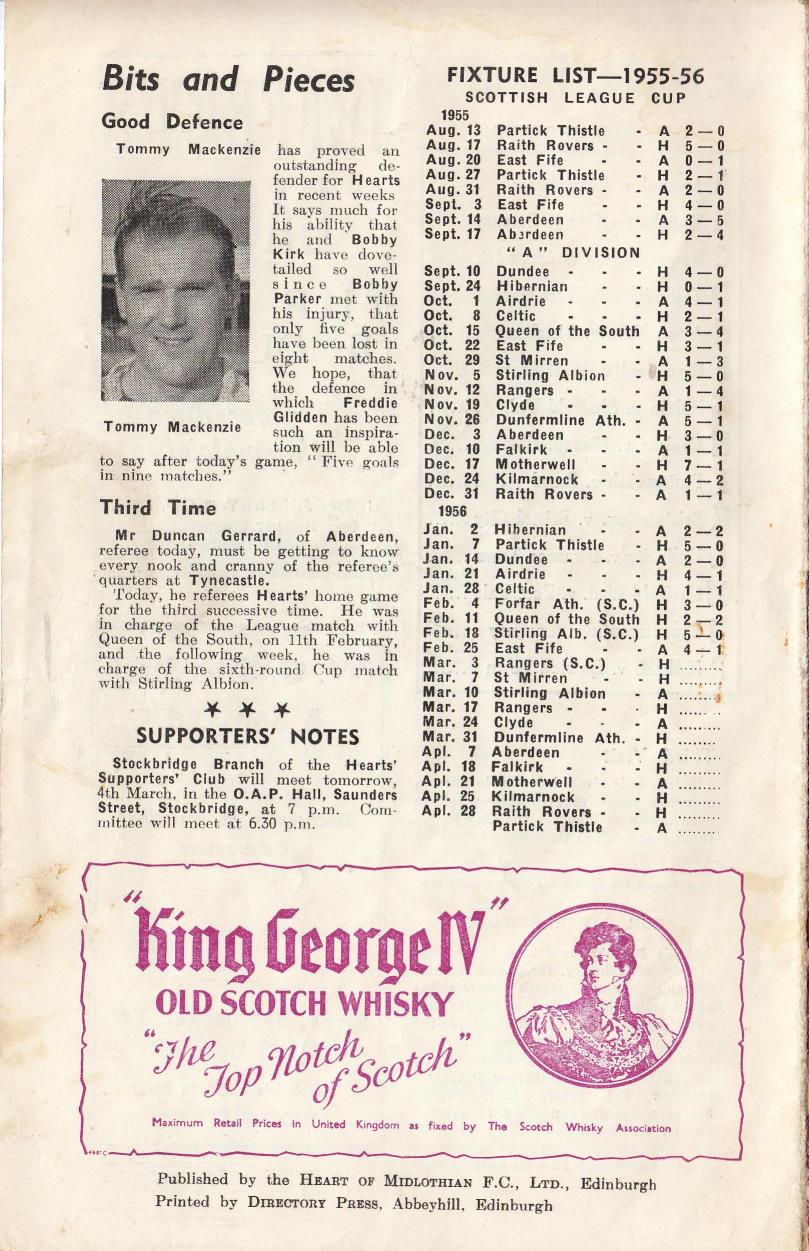 Bits and Pieces
Good Defence
Tommy Mackenzie has proved an
outstanding de-
fender for Hearts
in recent weeks
It says much for
his ability that
he and Bobby
Kirk have dove-
tailed so well
since Bobby
Parker met with
his injury, that
only five goals
have been lost in
eight matches.
We hope, that
the defence in
which Freddie
Glidden has been
such an inspira-
tion will be able
to say after today's game, “ Five goals
in nine matches.”
Tommy Mackenzie
Third Time
Mr Duncan Gerrard, of Aberdeen,
referee today, must be getting to know
every nook and cranny of the referee's
quarters at Tynecastle.
Today, he referees Hearts' home game
for the third successive time. He was
in charge of the League match with
Queen of the South, on 11th February,
and the following week, he was in
charge of the sixth-round Cup match
with Stirling Albion.
SUPPORTERS' NOTES
Stockbridge Branch of the Hearts'
Supporters' Club will meet tomorrow,
4th March, in the O.A.P. Hall, Saunders
Street, Stockbridge, at 7 p.m. Com-
mittee will meet at 6.30 p.m.
FIXTURE LIST—1955-56
SCOTTISH LEAGUE CUP
1955
Aug. 13 Partick Thistle - A 2 — 0
Aug. 17 Raith Rovers - - H 5 — 0
Aug. 20 East Fife - - A 0 — 1
Aug. 27 Partick Thistle - H 2 — 1
Aug. 31 Raith Rovers - - A 2 — 0
Sept. 3 East Fife - - H 4 — 0
Sept. 14 Aberdeen - - A 3 — 5
Sept. 17 Aberdeen - - H 2 — 4
“ A ” DIVISION
Sept. 10 Dundee - - - H 4 — 0
Sept. 24 Hibernian - - H 0 — 1
Oct. 1 Airdrie - - - A 4 — 1
Oct. 8 Celtic - - - H 2 — 1
Oct. 15 Queen of the South A 3 — 4
Oct. 22 East Fife - - H 3 — 1
Oct. 29 St Mirren - - A 1 — 3
Nov. 5 Stirling Albion - H 5 — 0
Nov. 12 Rangers - - - A 1 — 4
Nov. 19 Clyde - - - H 5 — 1
Nov. 26 Dunfermline Ath. - A 5 — 1
Dec. 3 Aberdeen - - H 3 — 0
Dec. 10 Falkirk - - - A 1 — 1
Dec. 17 Motherwell - - H 7 — 1
Dec. 24 Kilmarnock - - A 4 — 2
Dec. 31 Raith Rovers - - A 1 — 1
1956
Jan. 2 Hibernian - - A 2 — 2
Jan. 7 Partick Thistle - H 5 — 0
Jan. 14 Dundee - - - A 2 — 0
Jan. 21 Airdrie - - - H 4 — 1
Jan. 28 Celtic - - - A 1 — 1
Feb. 4 Forfar Ath. (S.C.) - H 3 — 0
Feb. 11 Queen of the South H 2 — 2
Feb. 18 Stirling Alb. (S.C.) - H 5 — 0
Feb. 25 East Fife - - A 4 — 1
Mar. 3 Rangers (S.C.) - H ........
Mar. 7 St Mirren - - H ........
Mar. 10 Stirling Albion - A ........
Mar. 17 Rangers - - - H ........
Mar. 24 Clyde - - - A ........
Mar. 31 Dunfermline Ath. - H ........
Apl. 7 Aberdeen - - A ........
Apl. 18 Falkirk - - - H ........
Apl. 21 Motherwell - - A ........
Apl. 25 Kilmarnock - - H ........
Apl. 28 Raith Rovers - - H ........
Partick Thistle - A ........
“King George IV”
OLD SCOTCH WHISKY
“The
Top Notch
of Scotch”
Maximum Retail Prices in United Kingdom as fixed by The Scotch Whisky Association
Published by the HEART OF MIDLOTHIAN F.C., LTD., Edinburgh
Printed by DIRECTORY PRESS, Abbeyhill, Edinburgh